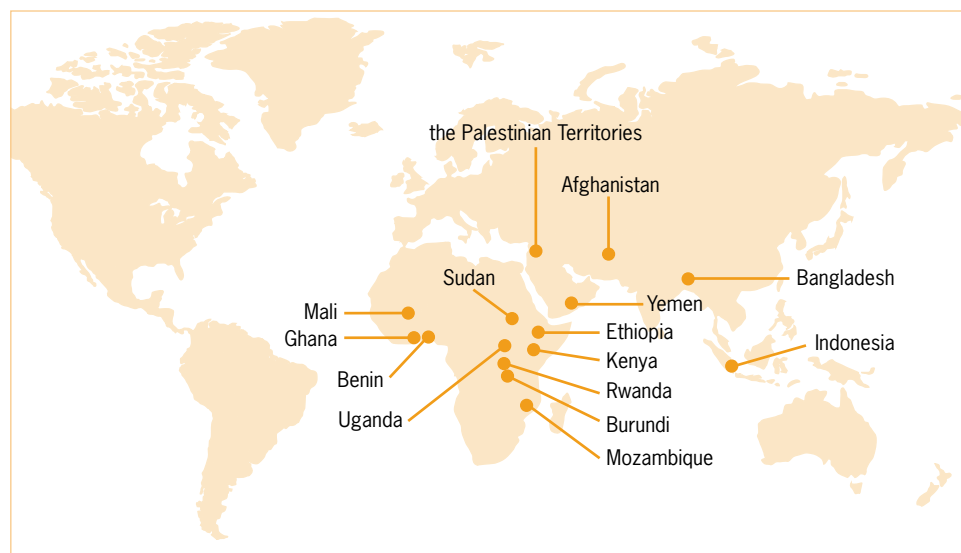 the Palestinian Territories
Afghanistan
Sudan
Bangladesh
Mali
Yemen
Ghana
Ethiopia
Indonesia
Kenya
Benin
Rwanda
Uganda
Burundi
Mozambique